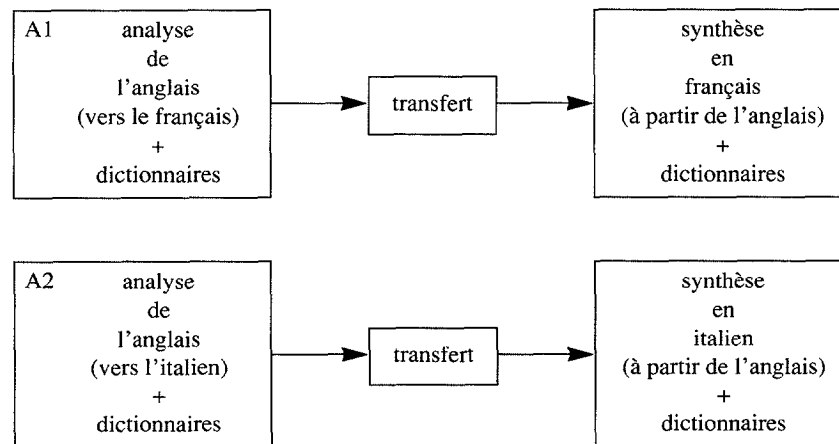 A1
analyse
de
l'anglais
(vers le français)
+
dictionnaires
transfert
synthèse
en
français
(à partir de l'anglais)
+
dictionnaires
A2
analyse
de
l'anglais
(vers l'italien)
+
dictionnaires
transfert
synthèse
en
italien
(à partir de l'anglais)
+
dictionnaires